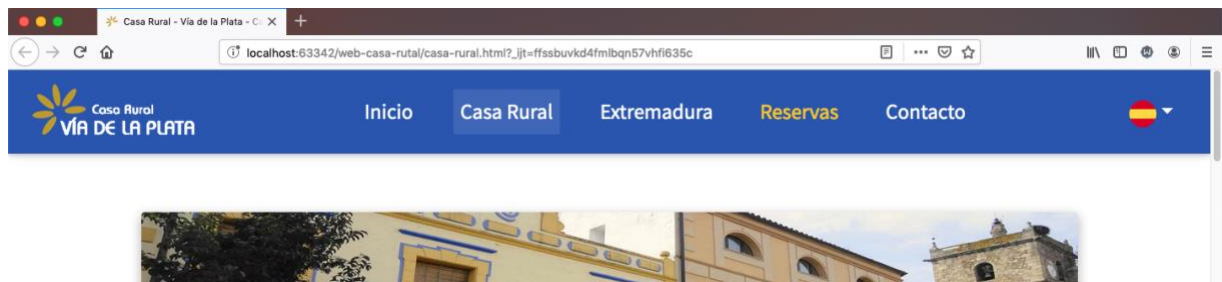 Casa Rural - Vía de la Plata - C
localhost:63342/web-casa-rutal/casa-rural.html?_ijt=ffssbuvkd4fmlbqn57vhfi635c
Casa Rural
VÍA DE LA PLATA
Inicio Casa Rural Extremadura Reservas Contacto